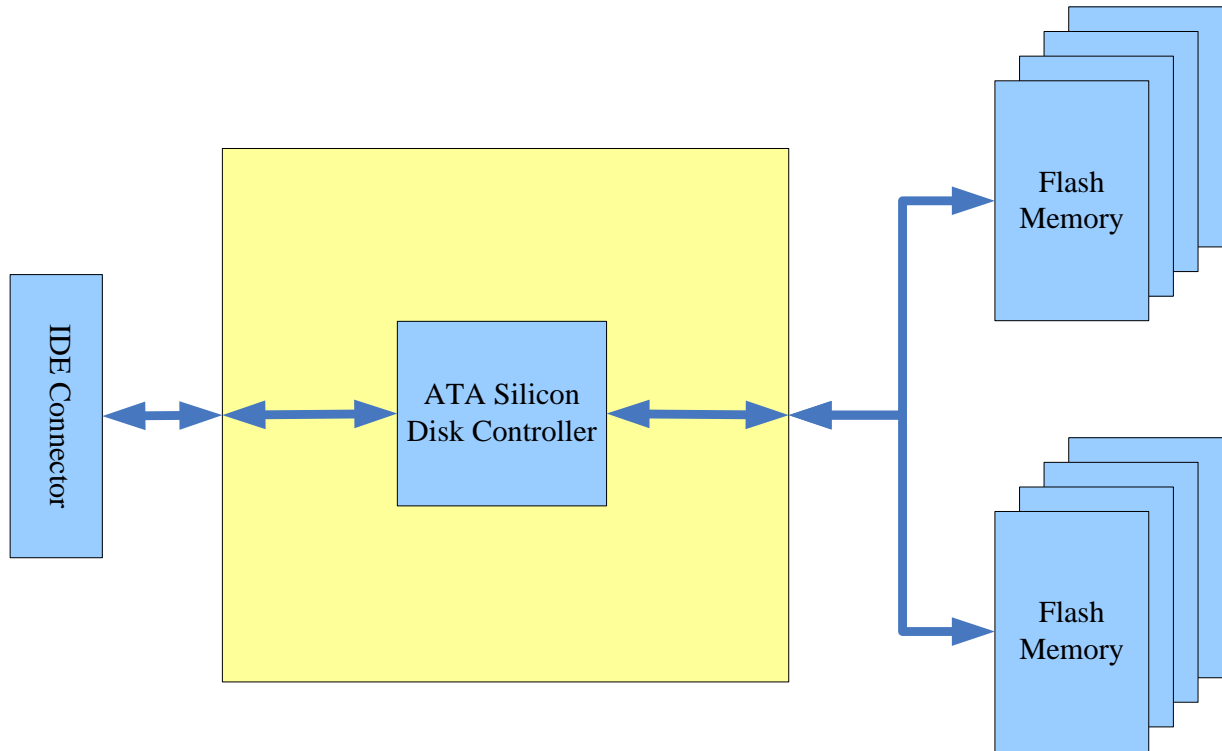 IDE Connector
ATA Silicon
Disk Controller
Flash
Memory
Flash
Memory